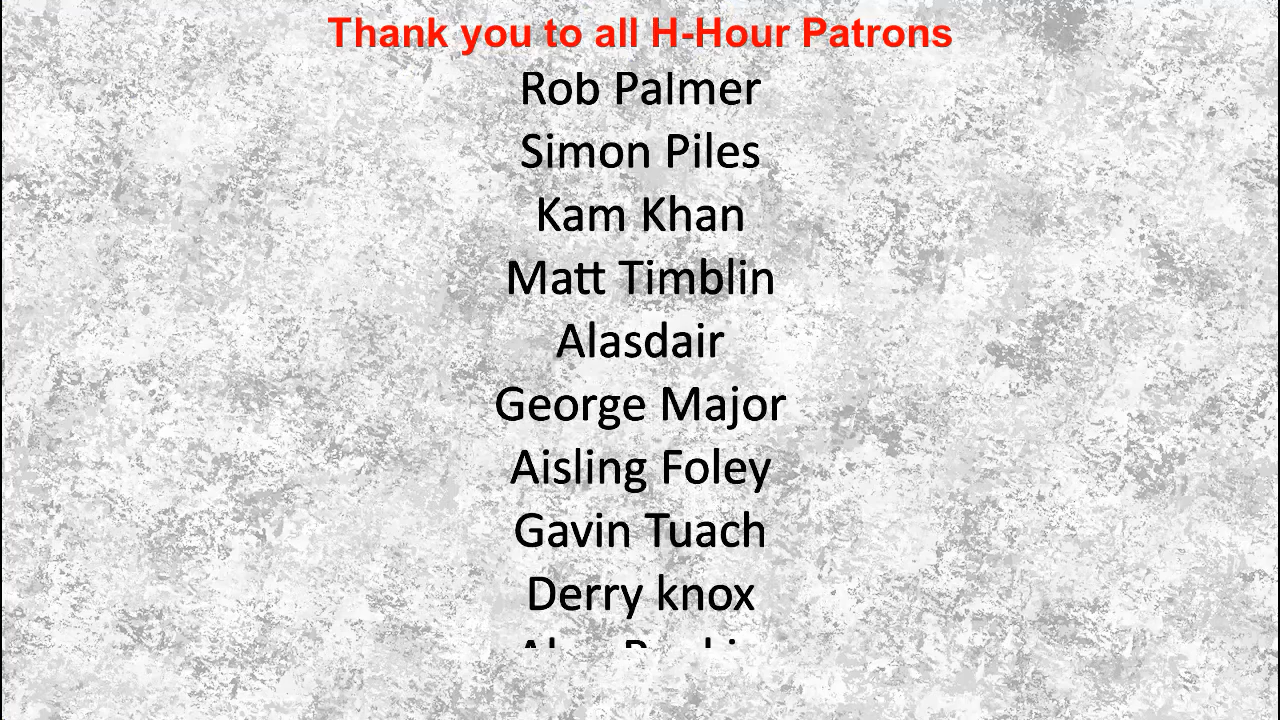 Thank you to all H-Hour Patrons
Rob Palmer
Simon Piles
Kam Khan
Matt Timblin
Alasdair
George Major
Aisling Foley
Gavin Tuach
Derry knox